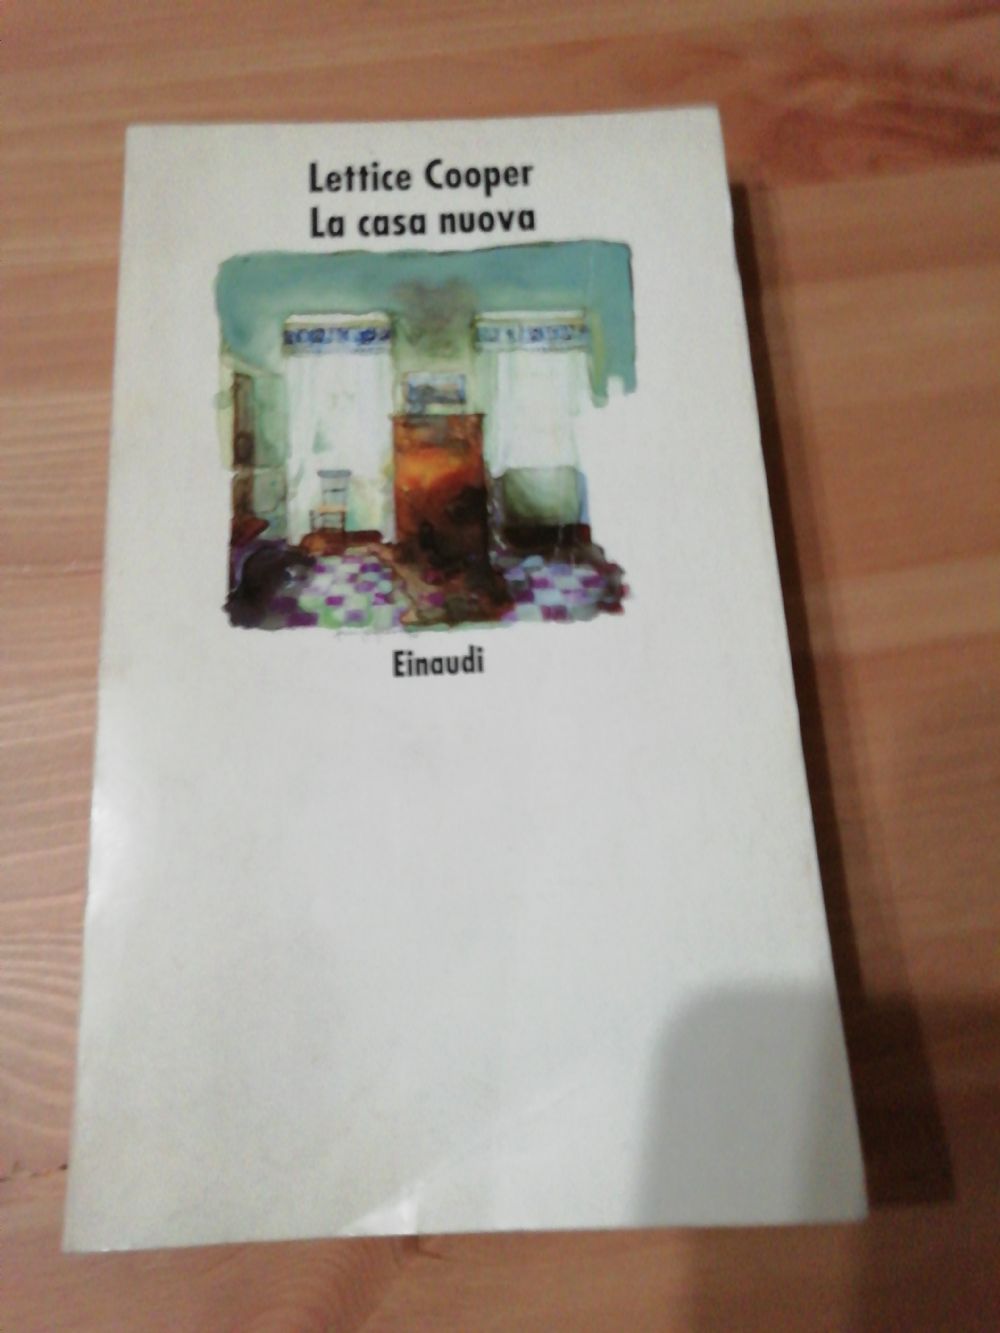 Lettice Cooper
La casa nuova
Einaudi